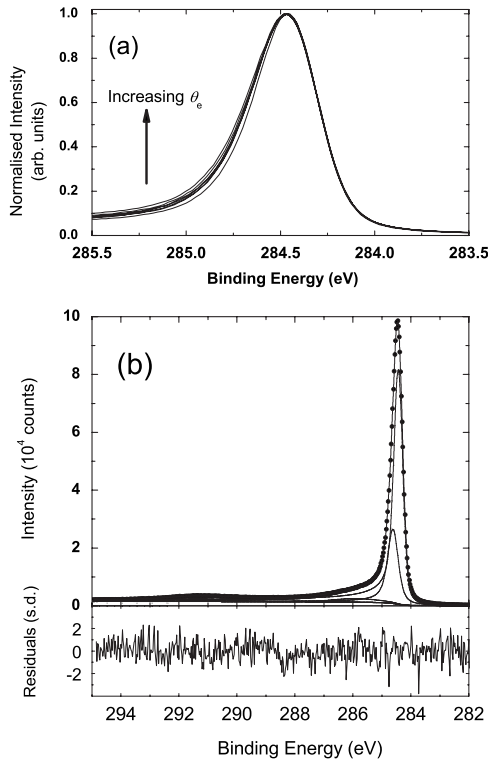 (a)
Increasing θe
Normalised Intensity
(arb. units)
1.0
0.8
0.6
0.4
0.2
0.0
285.5 285.0 284.5 284.0 283.5
Binding Energy (eV)
(b)
Intensity (10⁴ counts)
10
8
6
4
2
0
Residuals (s.d.)
2
0
-2
294 292 290 288 286 284 282
Binding Energy (eV)